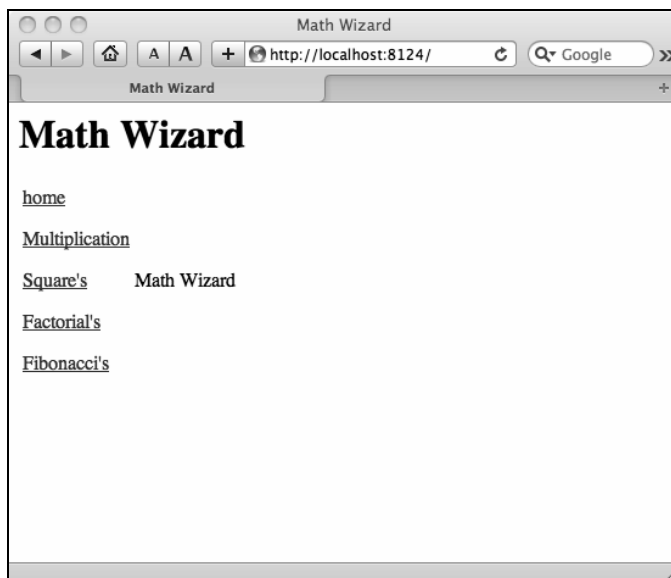 Math Wizard
A A + http://localhost:8124/ Google
Math Wizard
Math Wizard
home
Multiplication
Square's Math Wizard
Factorial's
Fibonacci's